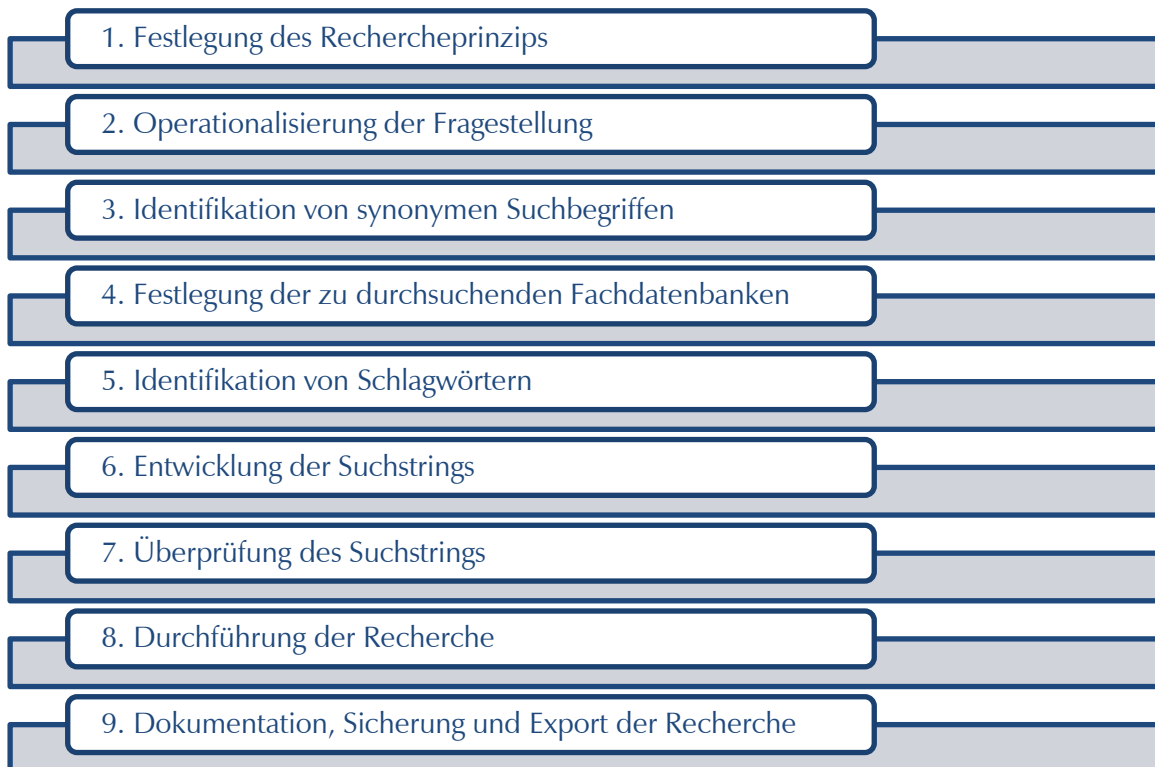 1. Festlegung des Rechercheprinzips
2. Operationalisierung der Fragestellung
3. Identifikation von synonymen Suchbegriffen
4. Festlegung der zu durchsuchenden Fachdatenbanken
5. Identifikation von Schlagwörtern
6. Entwicklung der Suchstrings
7. Überprüfung des Suchstrings
8. Durchführung der Recherche
9. Dokumentation, Sicherung und Export der Recherche